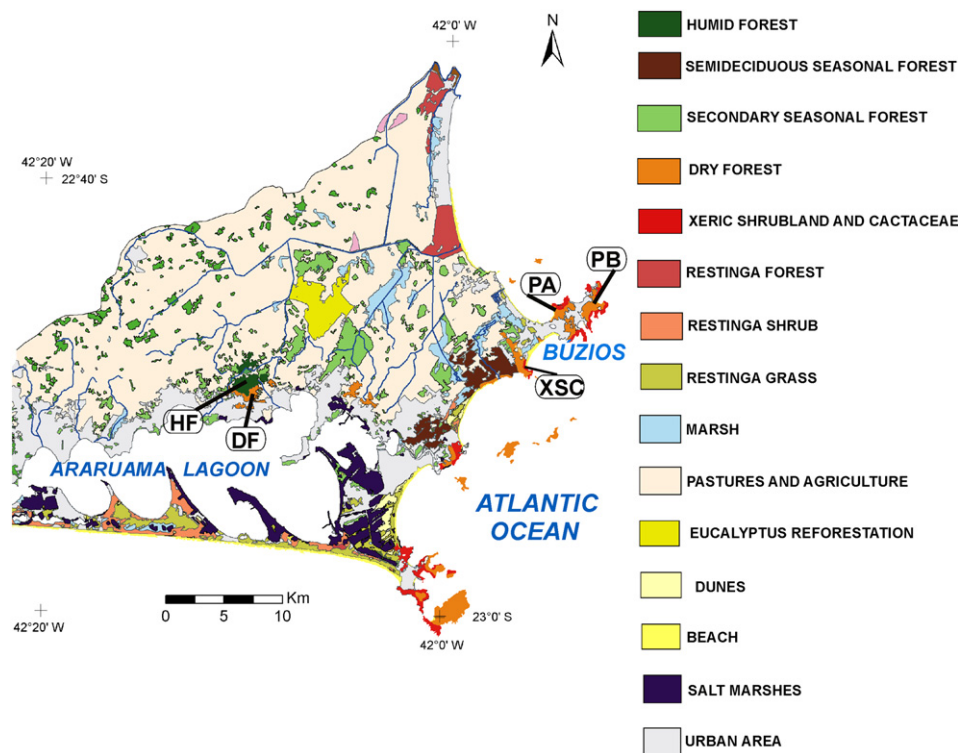 42°0' W
N
42°20' W
22°40' S
PA
PB
BUZIOS
XSC
HF
DF
ARARUAMA LAGOON
ATLANTIC
OCEAN
Km
0 5 10
42°20' W
23°0' S
42°0' W
HUMID FOREST
SEMIDECIDUOUS SEASONAL FOREST
SECONDARY SEASONAL FOREST
DRY FOREST
XERIC SHRUBLAND AND CACTACEAE
RESTINGA FOREST
RESTINGA SHRUB
RESTINGA GRASS
MARSH
PASTURES AND AGRICULTURE
EUCALYPTUS REFORESTATION
DUNES
BEACH
SALT MARSHES
URBAN AREA